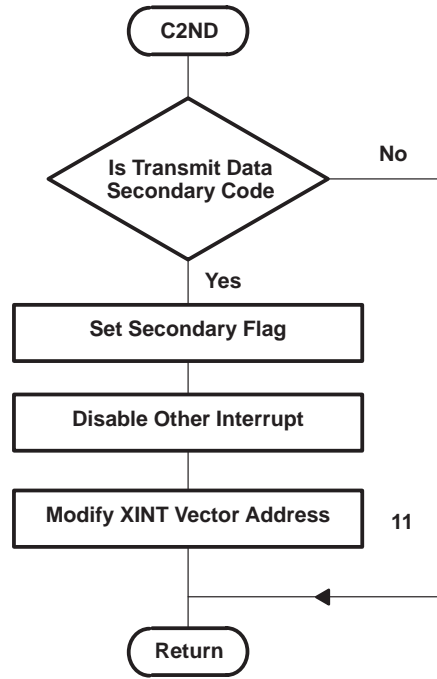 C2ND
Is Transmit Data
Secondary Code
No
Yes
Set Secondary Flag
Disable Other Interrupt
Modify XINT Vector Address
11
Return